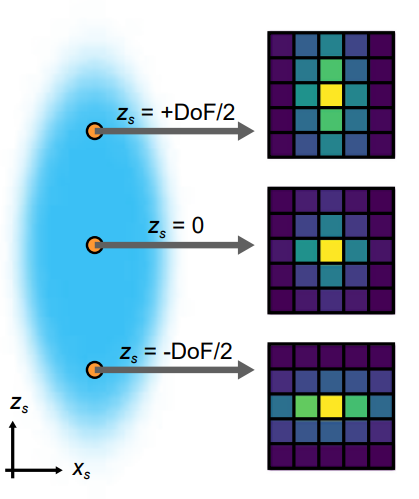 z_s = +DoF/2
z_s = 0
z_s = -DoF/2
z_s
x_s